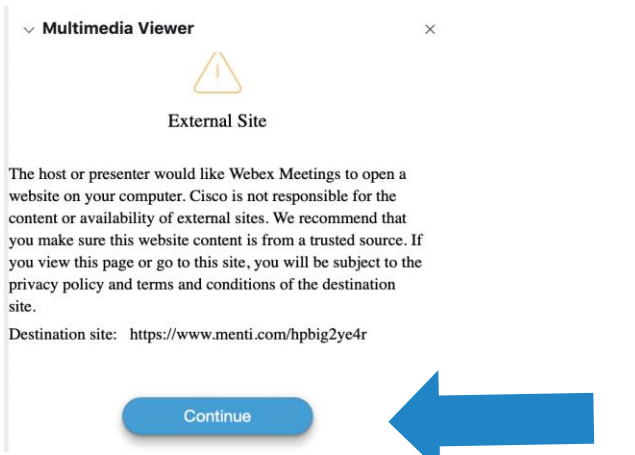 Multimedia Viewer
External Site
The host or presenter would like Webex Meetings to open a
website on your computer. Cisco is not responsible for the
content or availability of external sites. We recommend that
you make sure this website content is from a trusted source. If
you view this page or go to this site, you will be subject to the
privacy policy and terms and conditions of the destination
site.
Destination site: https://www.menti.com/hpbig2ye4r
Continue